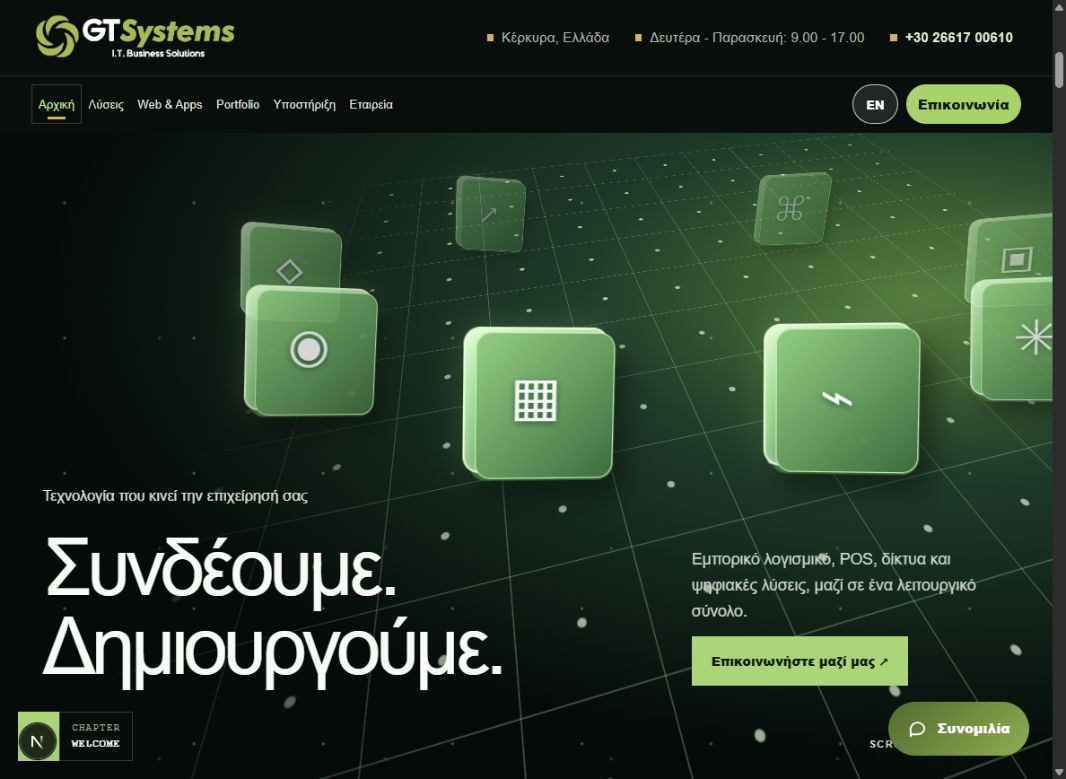 GTSystems
I.T. Business Solutions
Κέρκυρα, Ελλάδα
Δευτέρα - Παρασκευή: 9.00 - 17.00
+30 26617 00610
Αρχική
Λύσεις
Web & Apps
Portfolio
Υποστήριξη
Εταιρεία
EN
Επικοινωνία
Τεχνολογία που κινεί την επιχείρησή σας
Συνδέουμε.
Δημιουργούμε.
Εμπορικό λογισμικό, POS, δίκτυα και
ψηφιακές λύσεις, μαζί σε ένα λειτουργικό
σύνολο.
Επικοινωνήστε μαζί μας ↗
N
CHAPTER
WELCOME
SCR
Συνομιλία